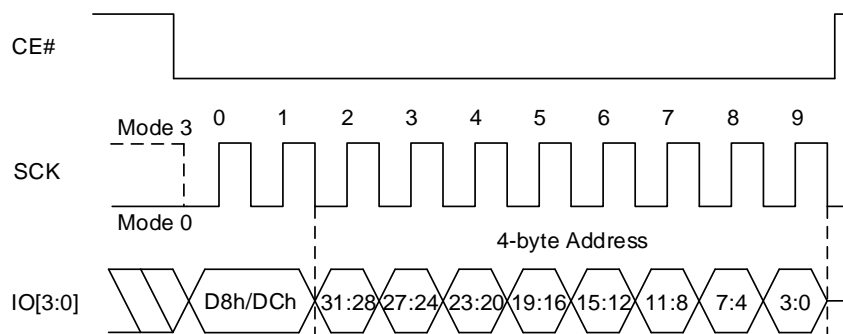 CE#
Mode 3 0 1 2 3 4 5 6 7 8 9
SCK
Mode 0
4-byte Address
IO[3:0] D8h/DCh 31:28 27:24 23:20 19:16 15:12 11:8 7:4 3:0